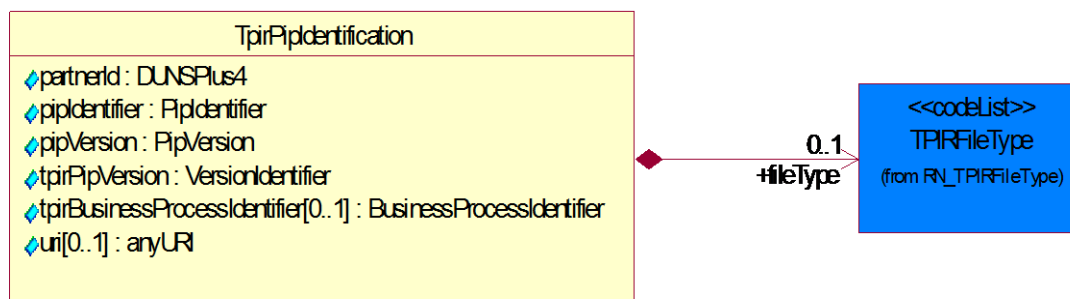 TpirPipIdentification
partnerId : DUNSPlus4
pipIdentifier : PipIdentifier
pipVersion : PipVersion
tpirPipVersion : VersionIdentifier
tpirBusinessProcessIdentifier[0..1] : BusinessProcessIdentifier
uri[0..1] : anyURI
0..1
+fileType
<<codeList>>
TPIRFileType
(from RN_TPIRFileType)